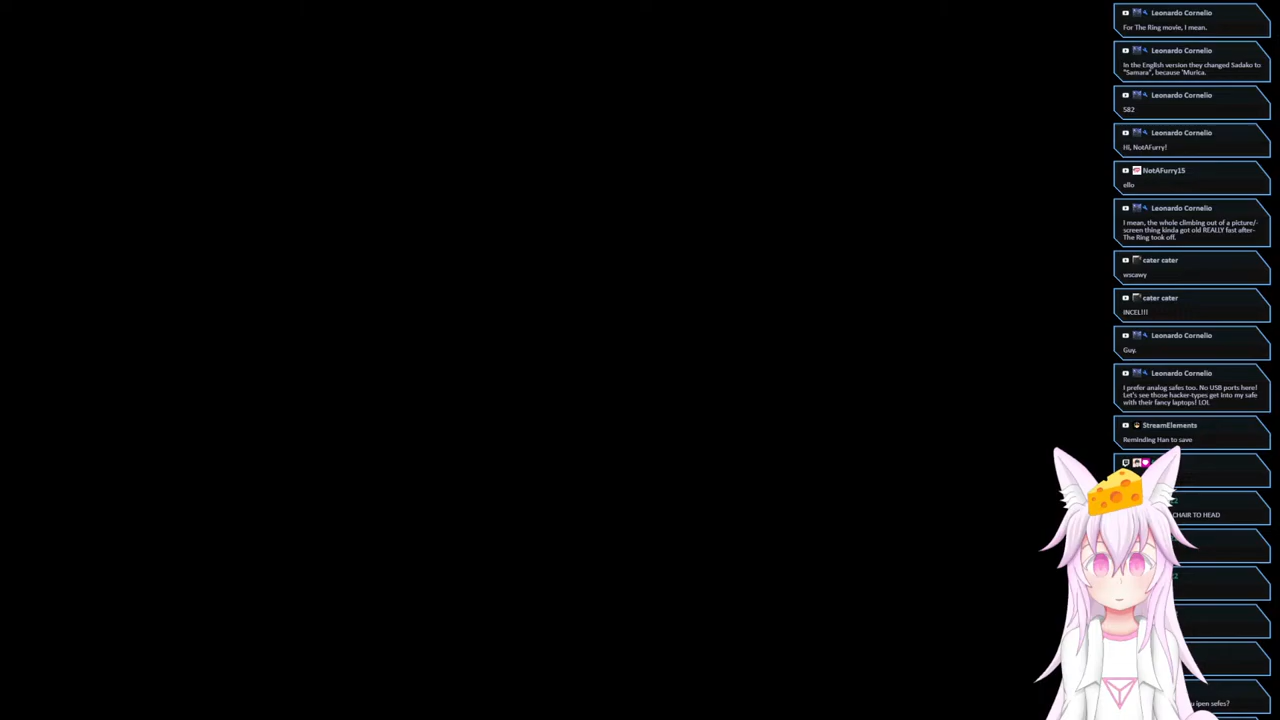 Leonardo Cornelio
For The Ring movie, I mean.
Leonardo Cornelio
In the English version they changed Sadako to
"Samara", because 'Murica.
Leonardo Cornelio
582
Leonardo Cornelio
Hi, NotAFurry!
NotAFurry15
ello
Leonardo Cornelio
I mean, the whole climbing out of a picture/-
screen thing kinda got old REALLY fast after-
The Ring took off.
cater cater
wscawy
cater cater
INCEL!!!
Leonardo Cornelio
Guy.
Leonardo Cornelio
I prefer analog safes too. No USB ports here!
Let's see those hacker-types get into my safe
with their fancy laptops! LOL
StreamElements
Reminding Han to save
CHAIR TO HEAD
ipen sefes?